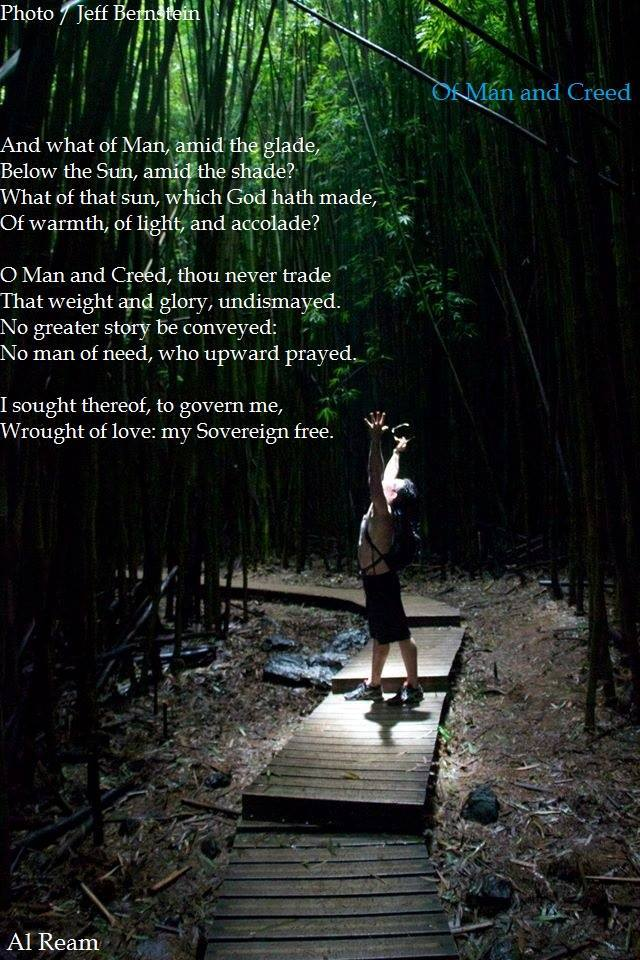 Photo / Jeff Bernstein
Of Man and Creed
And what of Man, amid the glade,
Below the Sun, amid the shade?
What of that sun, which God hath made,
Of warmth, of light, and accolade?
O Man and Creed, thou never trade
That weight and glory, undismayed.
No greater story be conveyed:
No man of need, who upward prayed.
I sought thereof, to govern me,
Wrought of love: my Sovereign free.
Al Ream